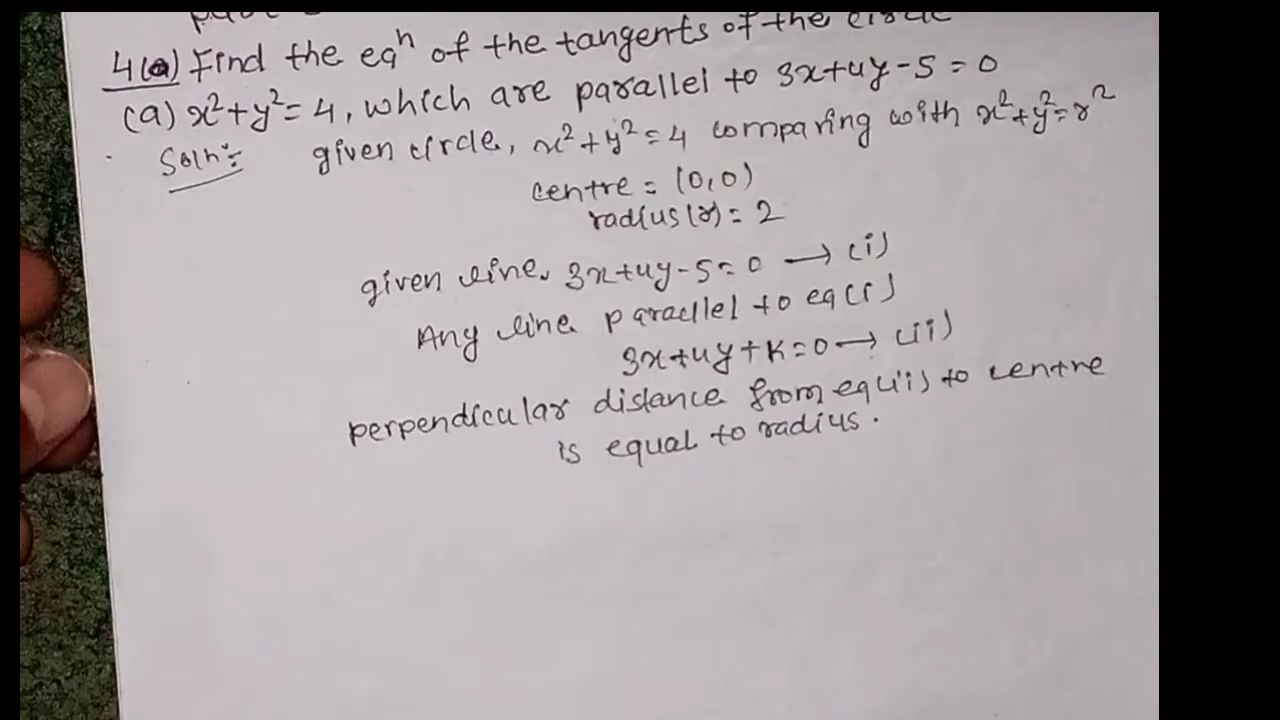 4(a) Find the eqⁿ of the tangents of the circle
(a) x²+y²=4, which are parallel to 3x+4y-5=0
Solⁿ:- given circle, x²+y²=4 comparing with x²+y²=r²
centre = (0,0)
radius(r) = 2
given line, 3x+4y-5=0 → (i)
Any line parallel to eq(i)
3x+4y+K=0 → (ii)
perpendicular distance from eq(ii) to centre
is equal to radius.